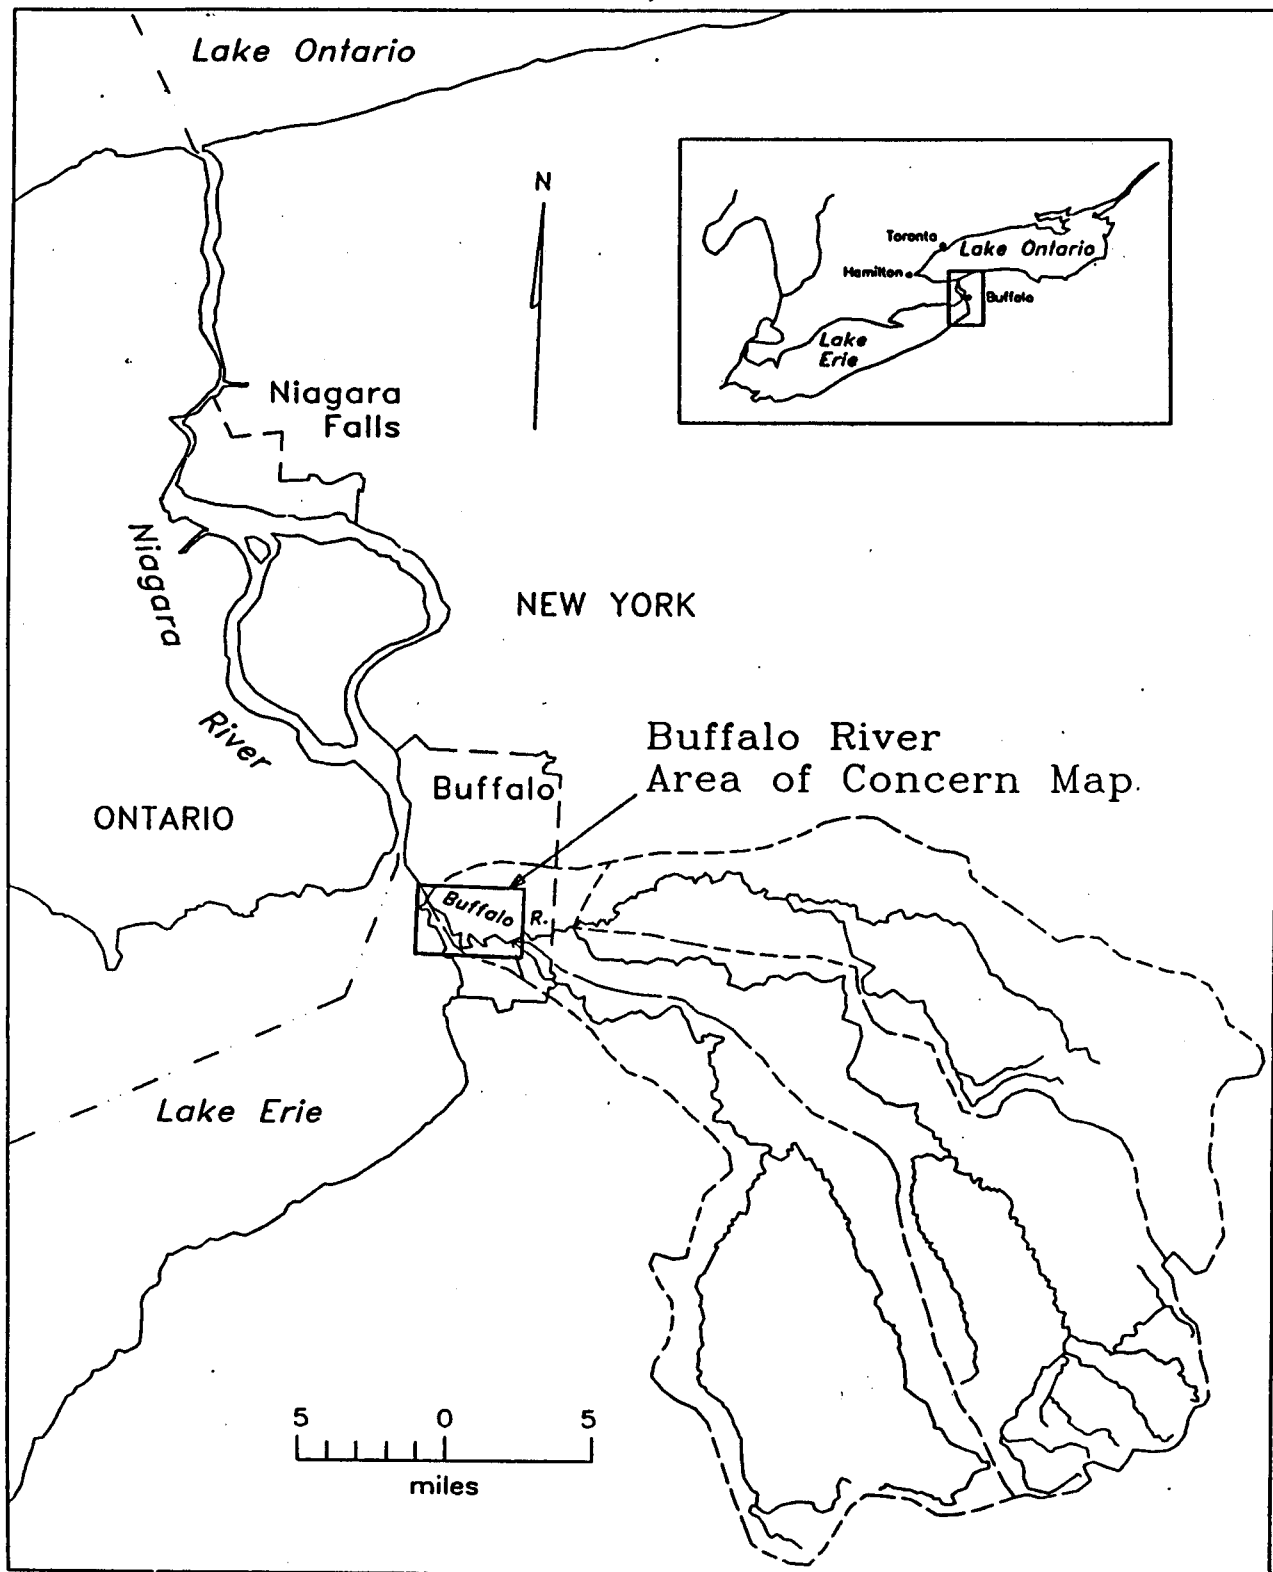 Lake Ontario
N
Toronto
Lake Ontario
Hamilton
Buffalo
Lake
Erie
Niagara
Falls
Niagara
River
NEW YORK
Buffalo River
Area of Concern Map
Buffalo
ONTARIO
Buffalo R.
Lake Erie
5 0 5
miles